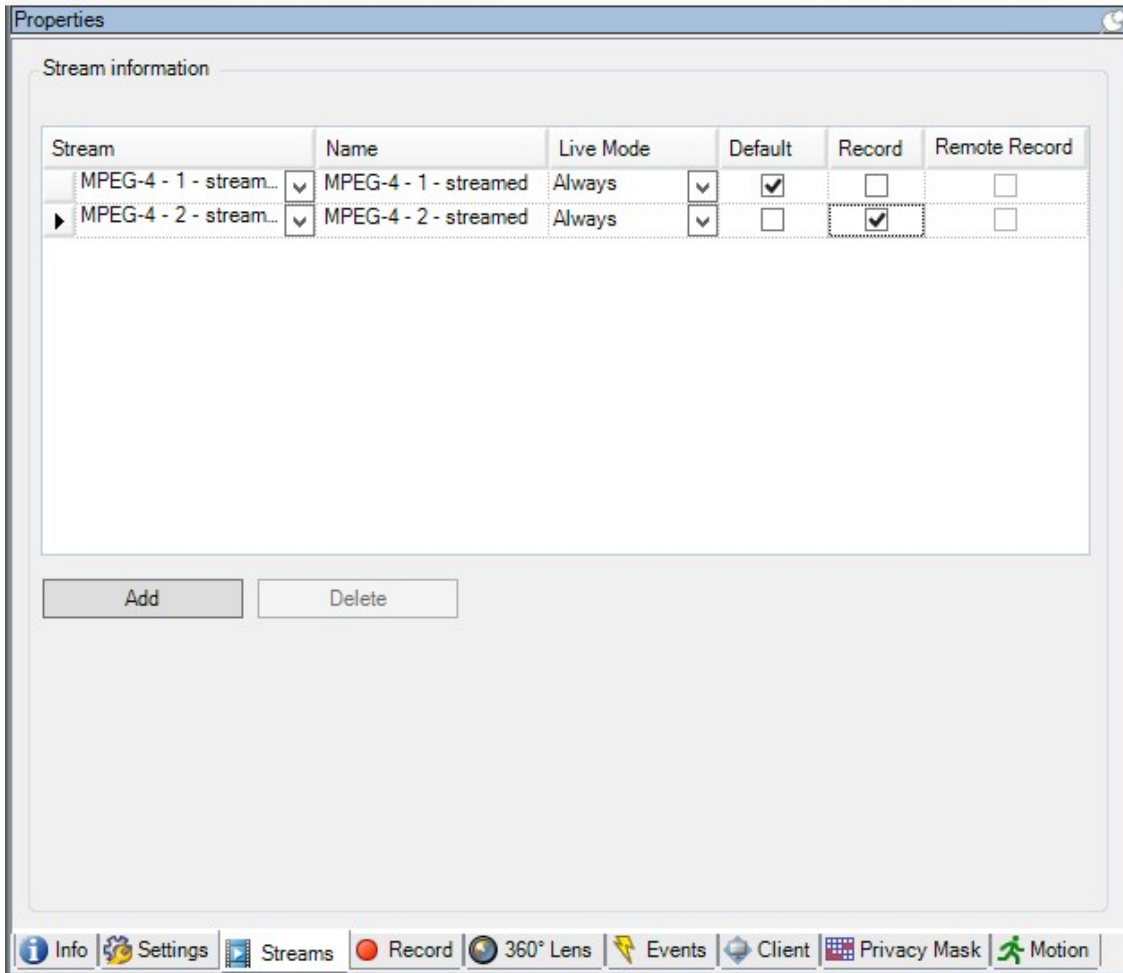 Properties
Stream information
Stream Name Live Mode Default Record Remote Record
MPEG-4 - 1 - stream... MPEG-4 - 1 - streamed Always
MPEG-4 - 2 - stream... MPEG-4 - 2 - streamed Always
Add Delete
Info Settings Streams Record 360° Lens Events Client Privacy Mask Motion